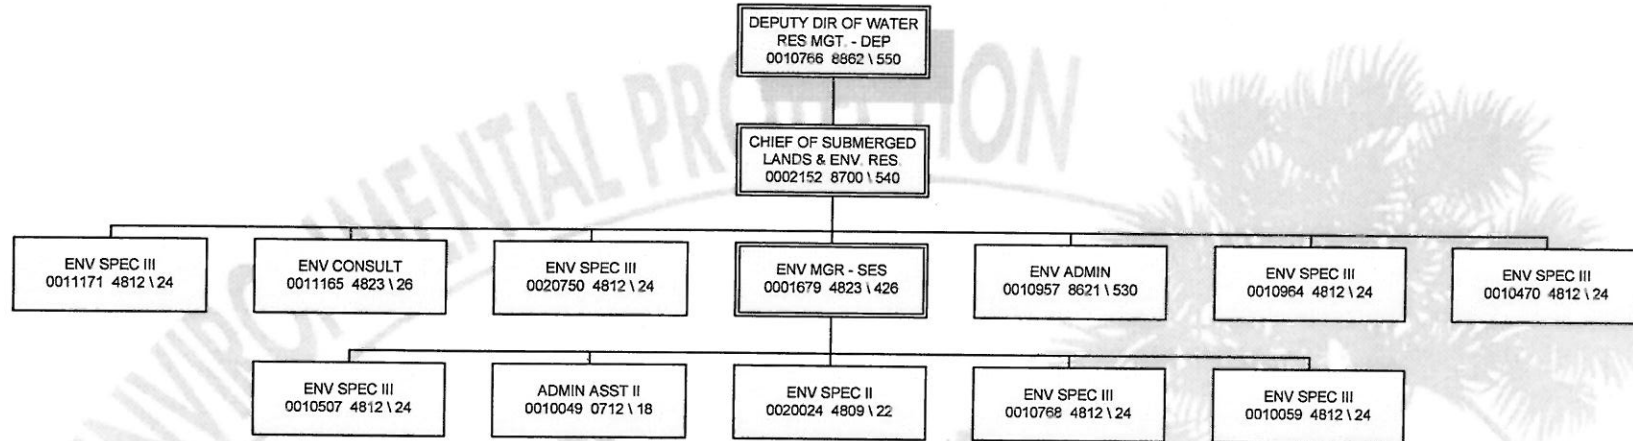 DEPUTY DIR OF WATER
RES MGT. - DEP
0010766 8862 \ 550
CHIEF OF SUBMERGED
LANDS & ENV. RES.
0002152 8700 \ 540
ENV SPEC III
0011171 4812 \ 24
ENV CONSULT
0011165 4823 \ 26
ENV SPEC III
0020750 4812 \ 24
ENV MGR - SES
0001679 4823 \ 426
ENV ADMIN
0010957 8621 \ 530
ENV SPEC III
0010964 4812 \ 24
ENV SPEC III
0010470 4812 \ 24
ENV SPEC III
0010507 4812 \ 24
ADMIN ASST II
0010049 0712 \ 18
ENV SPEC II
0020024 4809 \ 22
ENV SPEC III
0010768 4812 \ 24
ENV SPEC III
0010059 4812 \ 24